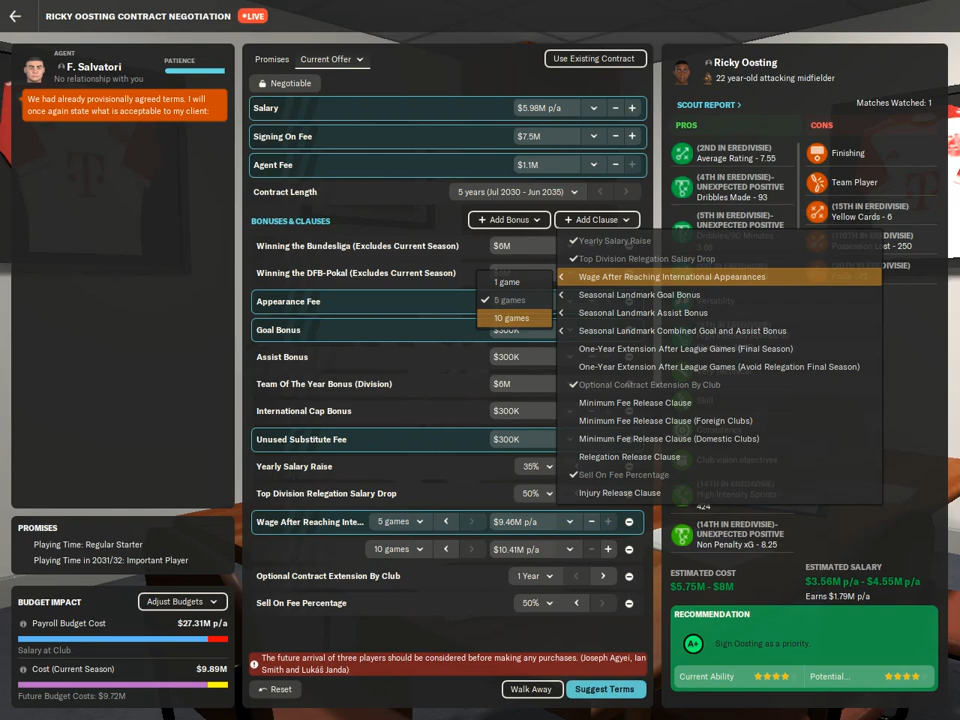 RICKY OOSTING CONTRACT NEGOTIATION
LIVE
AGENT
F. Salvatori
No relationship with you
PATIENCE
We had already provisionally agreed terms. I will
once again state what is acceptable to my client:
PROMISES
Playing Time: Regular Starter
Playing Time in 2031/32: Important Player
BUDGET IMPACT
Adjust Budgets
Payroll Budget Cost
$27.31M p/a
Salary at Club
Cost (Current Season)
$9.89M
Future Budget Costs: $9.72M
Promises
Current Offer
Use Existing Contract
Negotiable
Salary
$5.98M p/a
Signing On Fee
$7.5M
Agent Fee
$1.1M
Contract Length
5 years (Jul 2030 - Jun 2035)
BONUSES & CLAUSES
Add Bonus
Add Clause
Winning the Bundesliga (Excludes Current Season)
$6M
Winning the DFB-Pokal (Excludes Current Season)
Appearance Fee
Goal Bonus
$300K
Assist Bonus
$300K
Team Of The Year Bonus (Division)
$6M
International Cap Bonus
$300K
Unused Substitute Fee
$300K
Yearly Salary Raise
35%
Top Division Relegation Salary Drop
50%
Wage After Reaching Inte...
5 games
$9.46M p/a
10 games
$10.41M p/a
Optional Contract Extension By Club
1 Year
Sell On Fee Percentage
50%
1 game
5 games
10 games
Yearly Salary Raise
Top Division Relegation Salary Drop
Wage After Reaching International Appearances
Seasonal Landmark Goal Bonus
Seasonal Landmark Assist Bonus
Seasonal Landmark Combined Goal and Assist Bonus
One-Year Extension After League Games (Final Season)
One-Year Extension After League Games (Avoid Relegation Final Season)
Optional Contract Extension By Club
Minimum Fee Release Clause
Minimum Fee Release Clause (Foreign Clubs)
Minimum Fee Release Clause (Domestic Clubs)
Relegation Release Clause
Sell On Fee Percentage
Injury Release Clause
The future arrival of three players should be considered before making any purchases. (Joseph Agyei, Ian
Smith and Lukáš Janda)
Reset
Walk Away
Suggest Terms
Ricky Oosting
22 year-old attacking midfielder
SCOUT REPORT
Matches Watched: 1
PROS
(2ND IN EREDIVISIE)
Average Rating - 7.55
(4TH IN EREDIVISIE)-
UNEXPECTED POSITIVE
Dribbles Made - 93
(5TH IN EREDIVISIE)-
UNEXPECTED POSITIVE
CONS
Finishing
Team Player
(15TH IN EREDIVISIE)
Yellow Cards - 6
Possession Lost - 250
High Intensity Sprints -
424
(14TH IN EREDIVISIE)-
UNEXPECTED POSITIVE
Non Penalty xG - 8.25
ESTIMATED COST
$5.75M - $8M
ESTIMATED SALARY
$3.56M p/a - $4.55M p/a
Earns $1.79M p/a
RECOMMENDATION
A+
Sign Oosting as a priority.
Current Ability
Potential...